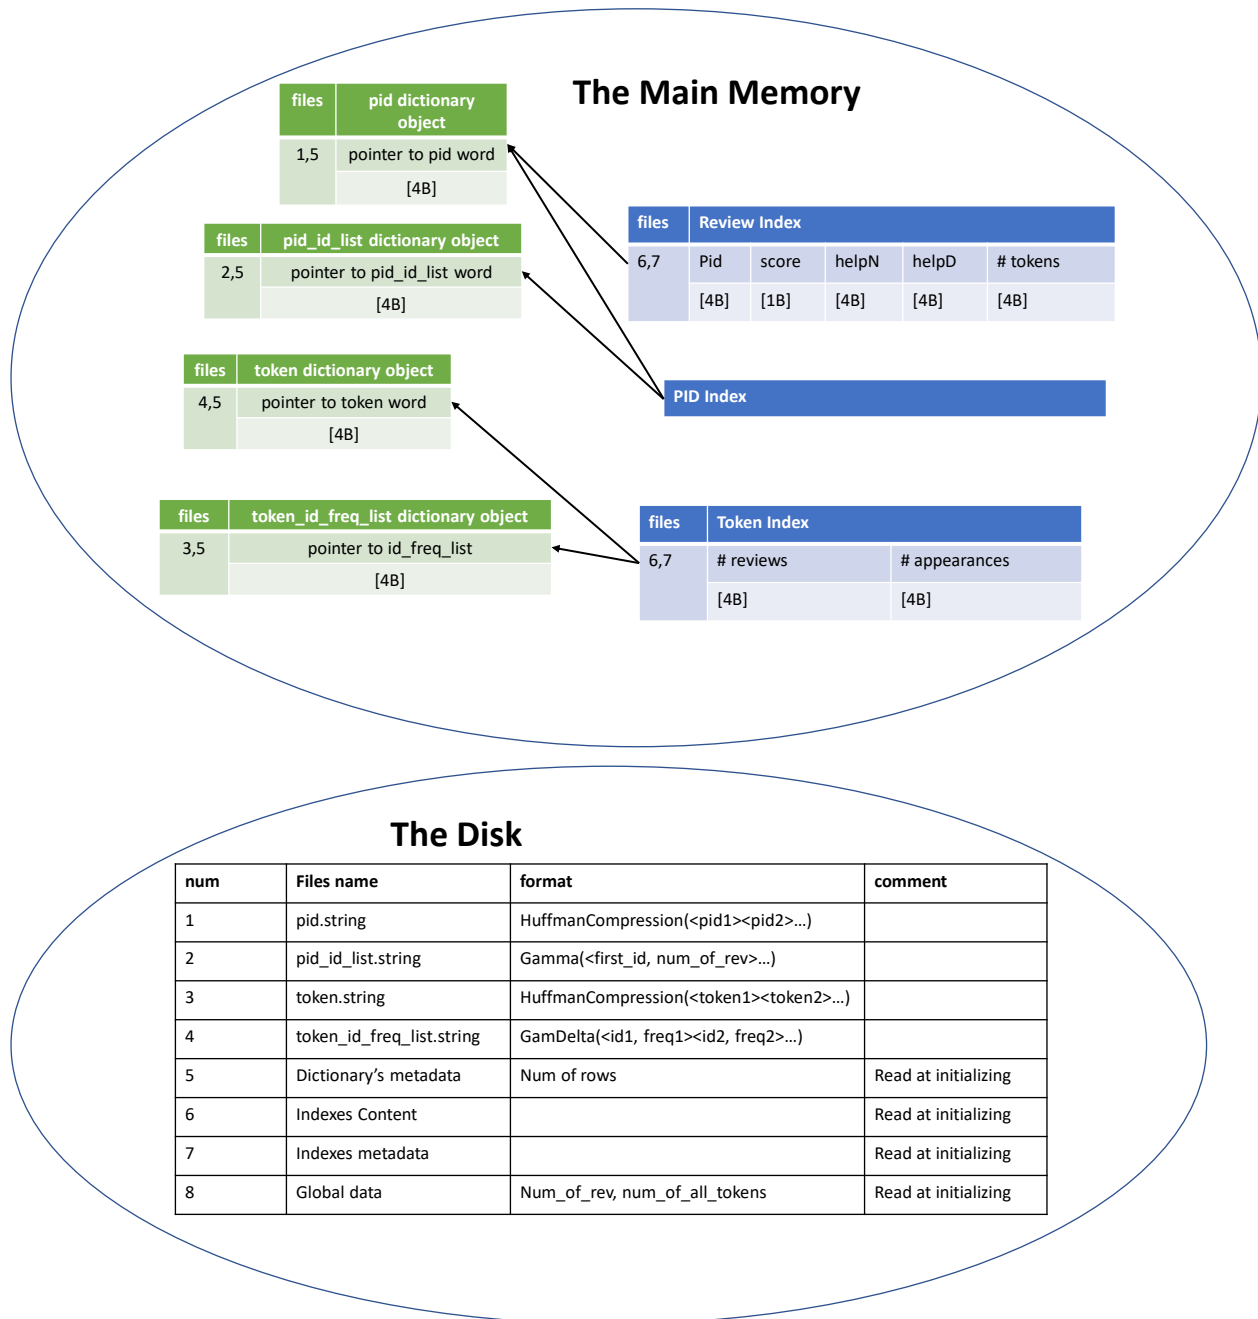 The Main Memory
files pid dictionary object
1,5 pointer to pid word
[4B]
files pid_id_list dictionary object
2,5 pointer to pid_id_list word
[4B]
files token dictionary object
4,5 pointer to token word
[4B]
files token_id_freq_list dictionary object
3,5 pointer to id_freq_list
[4B]
files Review Index
6,7 Pid score helpN helpD # tokens
[4B] [1B] [4B] [4B] [4B]
PID Index
files Token Index
6,7 # reviews # appearances
[4B] [4B]
The Disk
num Files name format comment
1 pid.string HuffmanCompression(<pid1><pid2>...)
2 pid_id_list.string Gamma(<first_id, num_of_rev>...)
3 token.string HuffmanCompression(<token1><token2>...)
4 token_id_freq_list.string GamDelta(<id1, freq1><id2, freq2>...)
5 Dictionary's metadata Num of rows Read at initializing
6 Indexes Content Read at initializing
7 Indexes metadata Read at initializing
8 Global data Num_of_rev, num_of_all_tokens Read at initializing